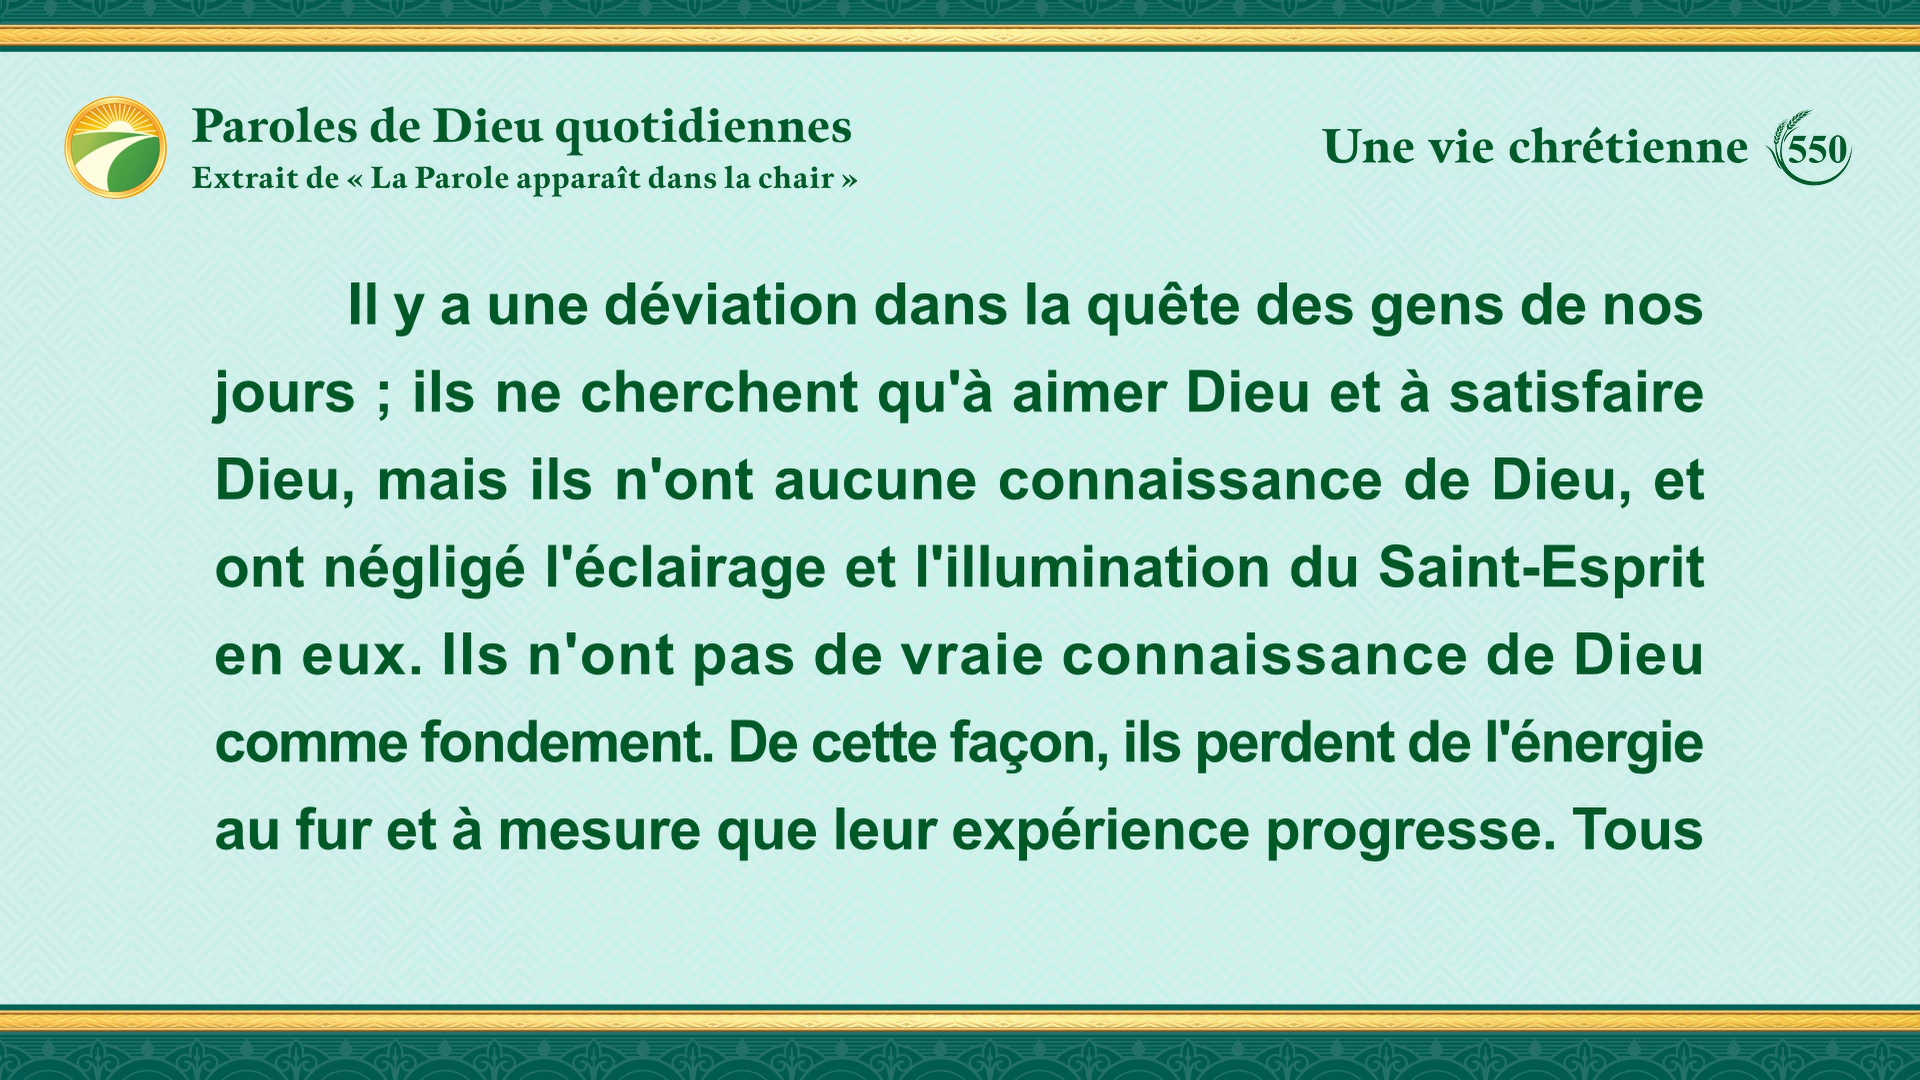 Paroles de Dieu quotidiennes
Extrait de « La Parole apparaît dans la chair »
Une vie chrétienne 550
Il y a une déviation dans la quête des gens de nos
jours ; ils ne cherchent qu'à aimer Dieu et à satisfaire
Dieu, mais ils n'ont aucune connaissance de Dieu, et
ont négligé l'éclairage et l'illumination du Saint-Esprit
en eux. Ils n'ont pas de vraie connaissance de Dieu
comme fondement. De cette façon, ils perdent de l'énergie
au fur et à mesure que leur expérience progresse. Tous